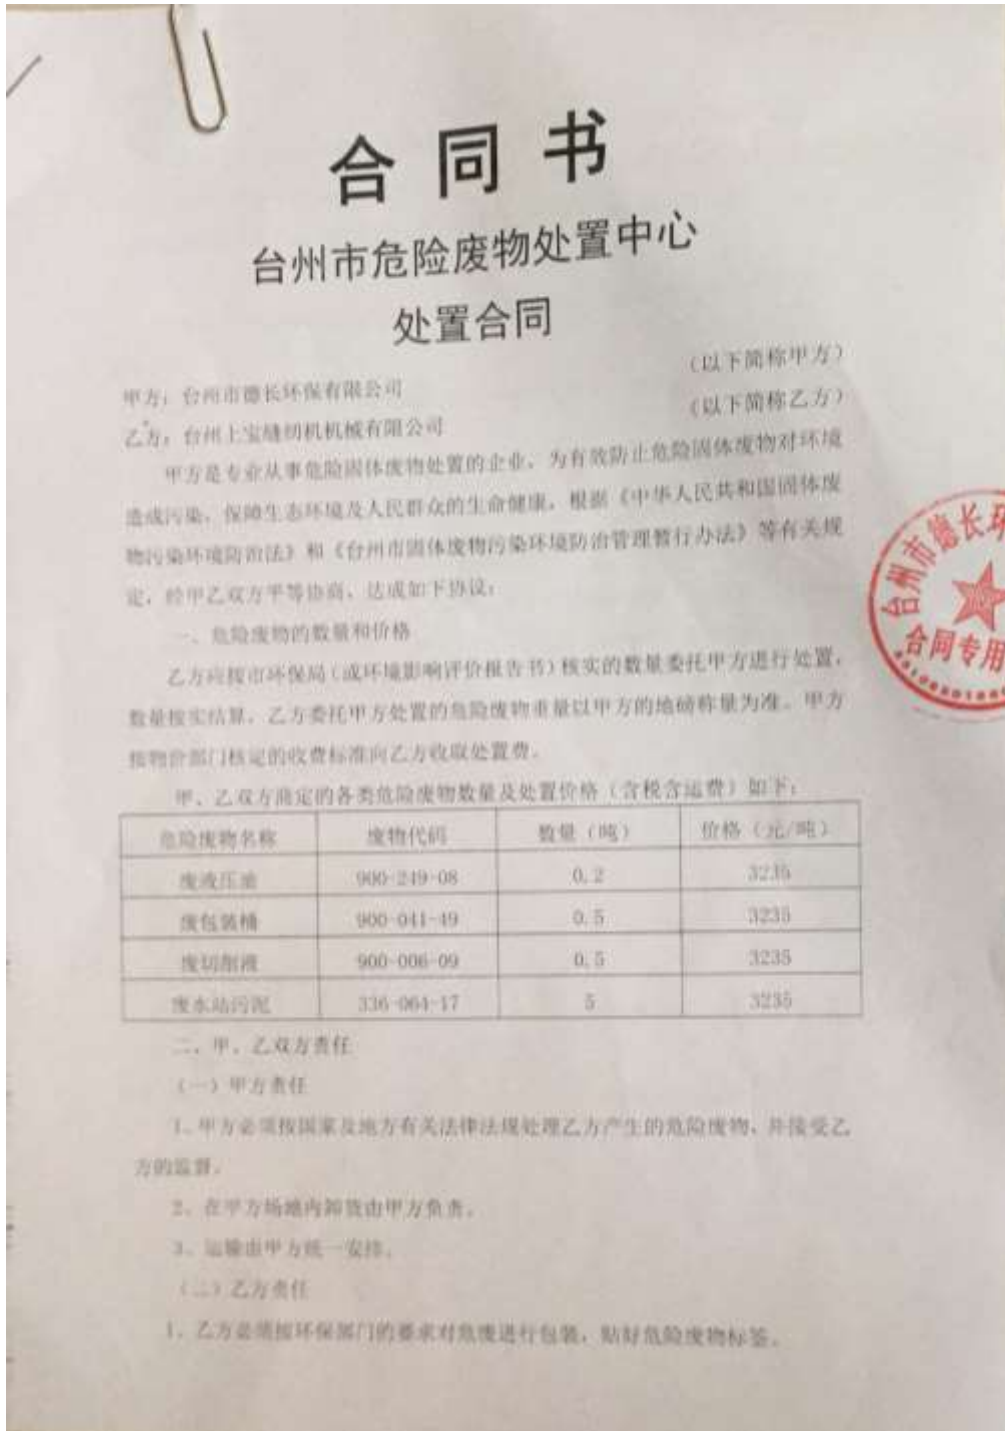 合同书
台州市危险废物处置中心
处置合同
甲方：台州市德长环保有限公司 （以下简称甲方）
乙方：台州上宝缝纫机机械有限公司 （以下简称乙方）
甲方是专业从事危险固体废物处置的企业，为有效防止危险固体废物对环境
造成污染，保障生态环境及人民群众的生命健康，根据《中华人民共和国固体废
物污染环境防治法》和《台州市固体废物污染环境防治管理暂行办法》等有关规
定，经甲乙双方平等协商，达成如下协议：
一、危险废物的数量和价格
乙方应按市环保局（或环境影响评价报告书）核实的数量委托甲方进行处置，
数量按实结算。乙方委托甲方处置的危险废物重量以甲方的地磅称量为准。甲方
按物价部门核定的收费标准向乙方收取处置费。
甲、乙双方商定的各类危险废物数量及处置价格（含税含运费）如下：
危险废物名称 废物代码 数量（吨） 价格（元/吨）
废液压油 900-249-08 0.2 3235
废包装桶 900-041-49 0.5 3235
废切削液 900-006-09 0.5 3235
废水站污泥 336-064-17 5 3235
二、甲、乙双方责任
（一）甲方责任
1、甲方必须按国家及地方有关法律法规处理乙方产生的危险废物，并接受乙
方的监督。
2、在甲方场地内卸货由甲方负责。
3、运输由甲方统一安排。
（二）乙方责任
1、乙方必须按环保部门的要求对危废进行包装，贴好危险废物标签。
台州市德长环
合同专用